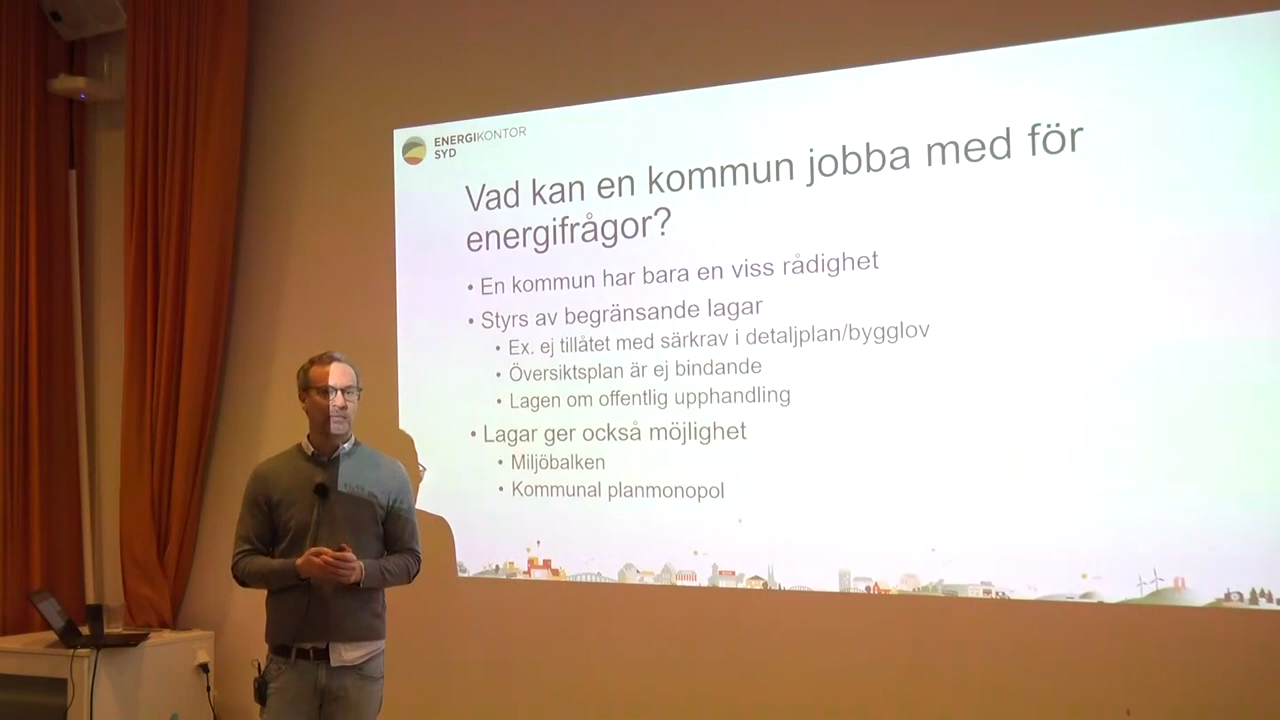 ENERGIKONTOR
SYD
Vad kan en kommun jobba med för
energifrågor?
• En kommun har bara en viss rådighet
• Styrs av begränsande lagar
• Ex. ej tillåtet med särkrav i detaljplan/bygglov
• Översiktsplan är ej bindande
• Lagen om offentlig upphandling
• Lagar ger också möjlighet
• Miljöbalken
• Kommunal planmonopol